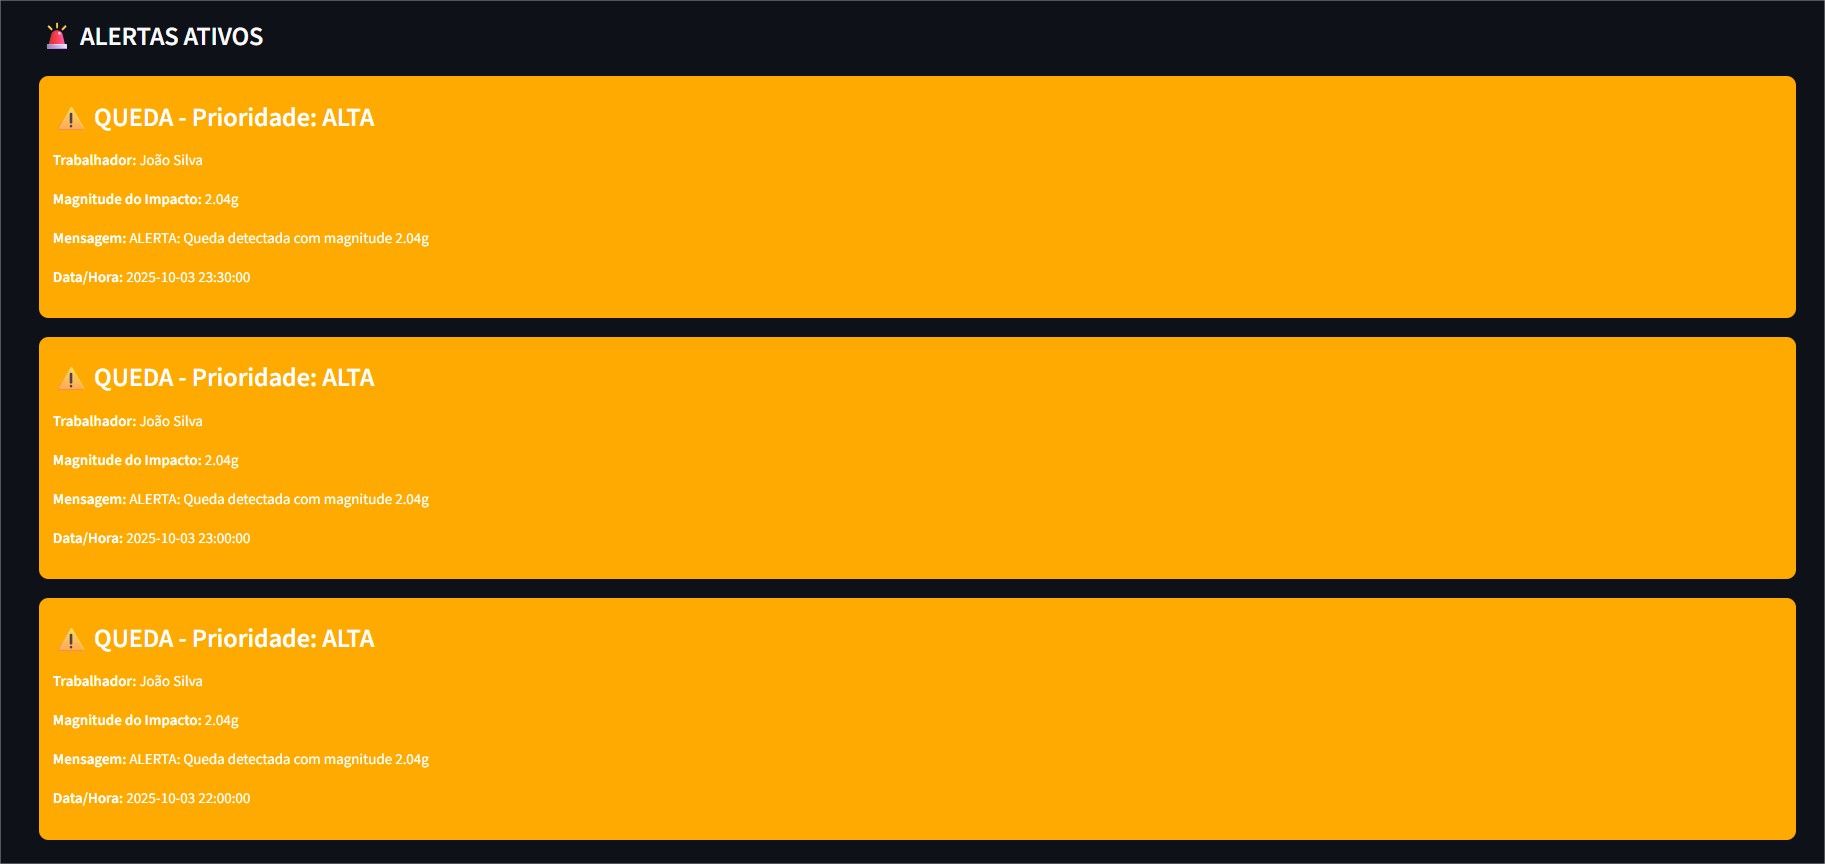 ALERTAS ATIVOS
QUEDA - Prioridade: ALTA
Trabalhador: João Silva
Magnitude do Impacto: 2.04g
Mensagem: ALERTA: Queda detectada com magnitude 2.04g
Data/Hora: 2025-10-03 23:30:00
QUEDA - Prioridade: ALTA
Trabalhador: João Silva
Magnitude do Impacto: 2.04g
Mensagem: ALERTA: Queda detectada com magnitude 2.04g
Data/Hora: 2025-10-03 23:00:00
QUEDA - Prioridade: ALTA
Trabalhador: João Silva
Magnitude do Impacto: 2.04g
Mensagem: ALERTA: Queda detectada com magnitude 2.04g
Data/Hora: 2025-10-03 22:00:00